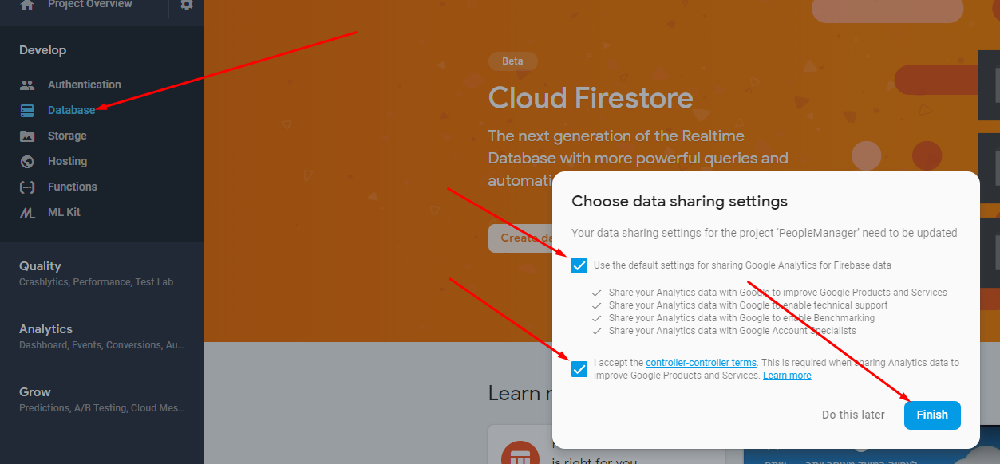 Project Overview
Develop
Authentication
Database
Storage
Hosting
Functions
ML Kit
Quality
Crashlytics, Performance, Test Lab
Analytics
Dashboard, Events, Conversions, Au...
Grow
Predictions, A/B Testing, Cloud Mes...
Beta
Cloud Firestore
The next generation of the Realtime
Database with more powerful queries and
automati
Create da
Choose data sharing settings
Your data sharing settings for the project 'PeopleManager' need to be updated
Use the default settings for sharing Google Analytics for Firebase data
Share your Analytics data with Google to improve Google Products and Services
Share your Analytics data with Google to enable technical support
Share your Analytics data with Google to enable Benchmarking
Share your Analytics data with Google Account Specialists
I accept the controller-controller terms. This is required when sharing Analytics data to
improve Google Products and Services. Learn more
Do this later
Finish
Learn
is right for you